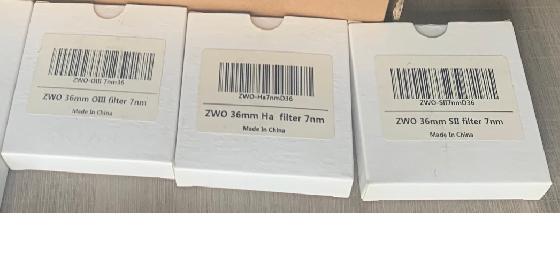 ZWO-OIII 7nm36
ZWO 36mm OIII filter 7nm
Made In China
ZWO-Ha7nmD36
ZWO 36mm Ha filter 7nm
Made In China
ZWO-SII7nmD36
ZWO 36mm SII filter 7nm
Made In China